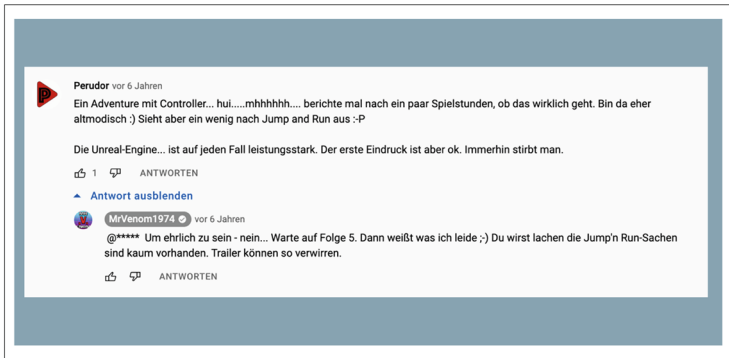 Perudor vor 6 Jahren
Ein Adventure mit Controller... hui.....mhhhhhh.... berichte mal nach ein paar Spielstunden, ob das wirklich geht. Bin da eher
altmodisch :) Sieht aber ein wenig nach Jump and Run aus :-P
Die Unreal-Engine... ist auf jeden Fall leistungsstark. Der erste Eindruck ist aber ok. Immerhin stirbt man.
1 ANTWORTEN
Antwort ausblenden
MrVenom1974 vor 6 Jahren
@***** Um ehrlich zu sein - nein... Warte auf Folge 5. Dann weißt was ich leide ;-) Du wirst lachen die Jump'n Run-Sachen
sind kaum vorhanden. Trailer können so verwirren.
ANTWORTEN